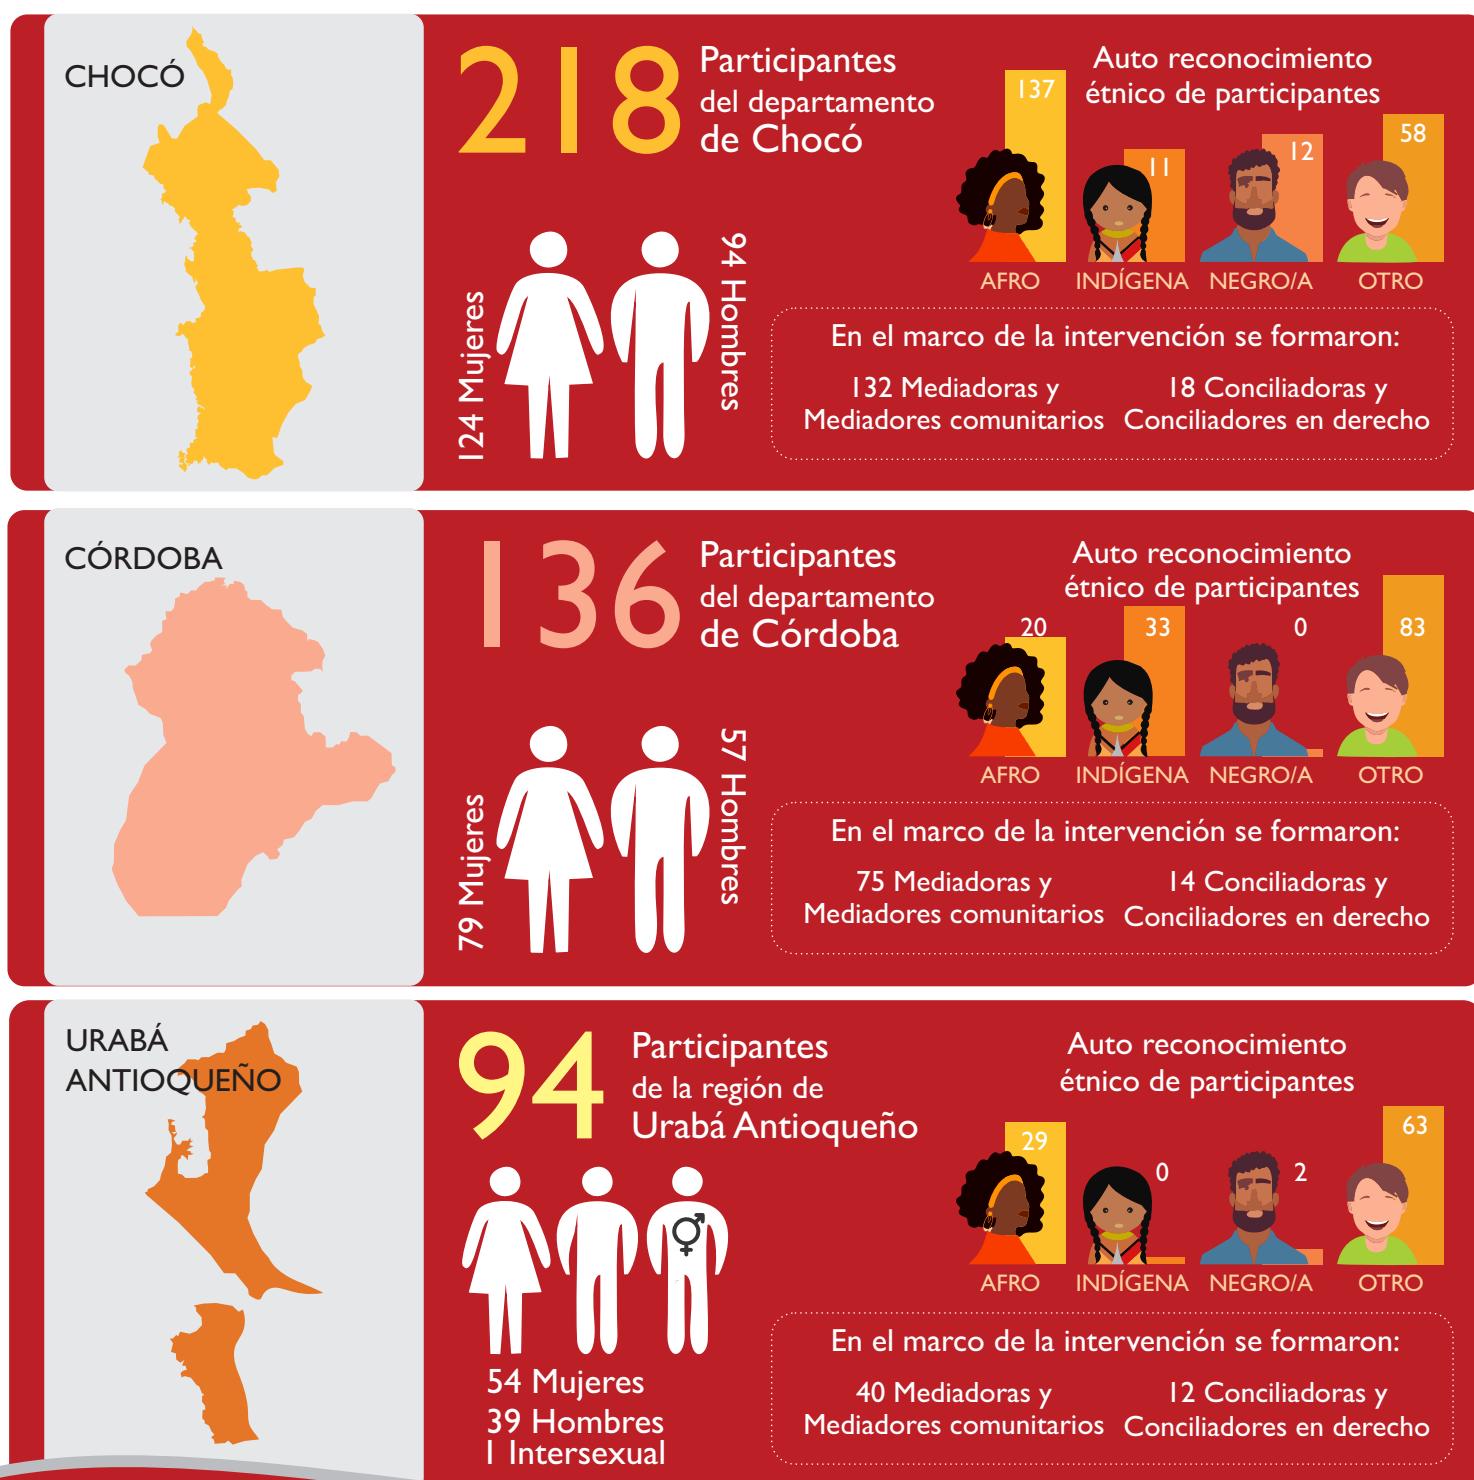 CHOCÓ
218
Participantes
del departamento
de Chocó
124 Mujeres
94 Hombres
Auto reconocimiento
étnico de participantes
137
11
12
58
AFRO
INDÍGENA
NEGRO/A
OTRO
En el marco de la intervención se formaron:
132 Mediadoras y
Mediadores comunitarios
18 Conciliadoras y
Conciliadores en derecho
CÓRDOBA
136
Participantes
del departamento
de Córdoba
79 Mujeres
57 Hombres
Auto reconocimiento
étnico de participantes
20
33
0
83
AFRO
INDÍGENA
NEGRO/A
OTRO
En el marco de la intervención se formaron:
75 Mediadoras y
Mediadores comunitarios
14 Conciliadoras y
Conciliadores en derecho
URABÁ
ANTIOQUEÑO
94
Participantes
de la región de
Urabá Antioqueño
54 Mujeres
39 Hombres
1 Intersexual
Auto reconocimiento
étnico de participantes
29
0
2
63
AFRO
INDÍGENA
NEGRO/A
OTRO
En el marco de la intervención se formaron:
40 Mediadoras y
Mediadores comunitarios
12 Conciliadoras y
Conciliadores en derecho